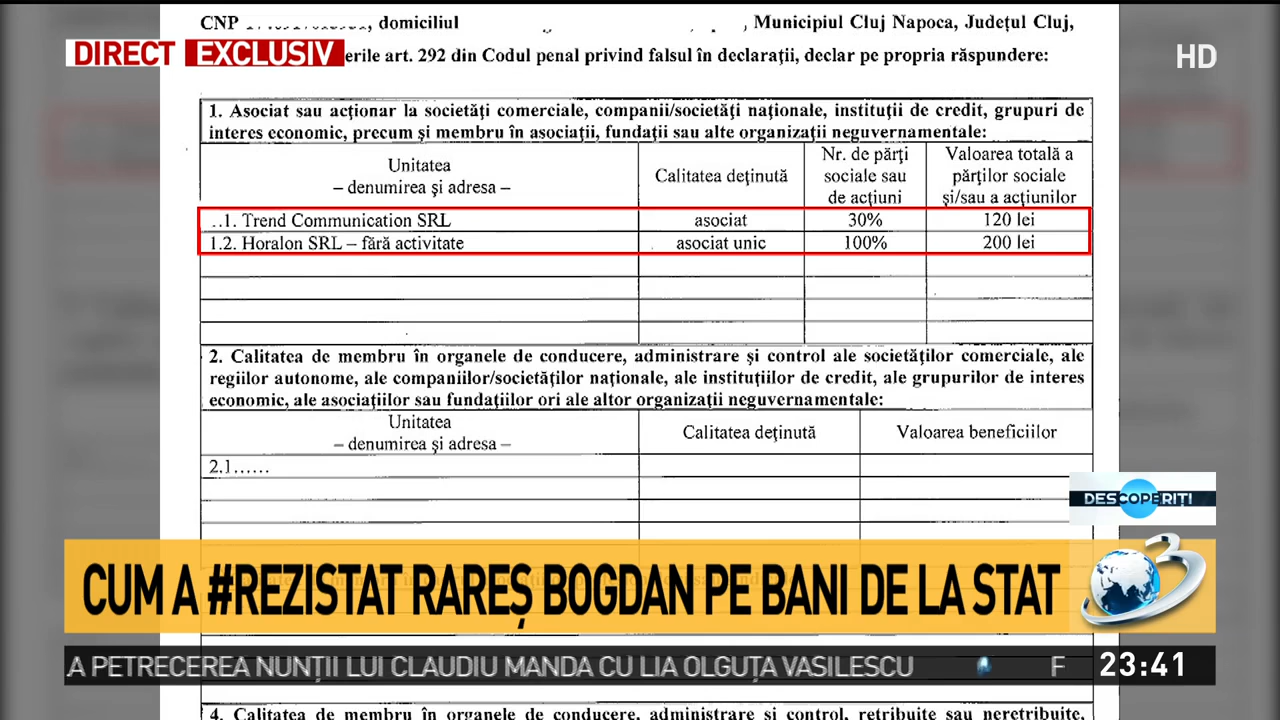 CNP , domiciliul , Municipiul Cluj Napoca, Județul Cluj,
DIRECT EXCLUSIV
erile art. 292 din Codul penal privind falsul în declarații, declar pe propria răspundere:
HD
1. Asociat sau acționar la societăți comerciale, companii/societăți naționale, instituții de credit, grupuri de
interes economic, precum și membru în asociații, fundații sau alte organizații neguvernamentale:
Unitatea
– denumirea și adresa –
Calitatea deținută
Nr. de părți
sociale sau
de acțiuni
Valoarea totală a
părților sociale
și/sau a acțiunilor
..1. Trend Communication SRL asociat 30% 120 lei
1.2. Horalon SRL – fără activitate asociat unic 100% 200 lei
2. Calitatea de membru în organele de conducere, administrare și control ale societăților comerciale, ale
regiilor autonome, ale companiilor/societăților naționale, ale instituțiilor de credit, ale grupurilor de interes
economic, ale asociațiilor sau fundațiilor ori ale altor organizații neguvernamentale:
Unitatea
– denumirea și adresa –
Calitatea deținută
Valoarea beneficiilor
2.1......
DESCOPERIȚI
CUM A #REZISTAT RAREȘ BOGDAN PE BANI DE LA STAT
3
A PETRECEREA NUNȚII LUI CLAUDIU MANDA CU LIA OLGUȚA VASILESCU F 23:41
4. Calitatea de membru în organele de conducere, administrare și control, retribuite sau neretribuite,